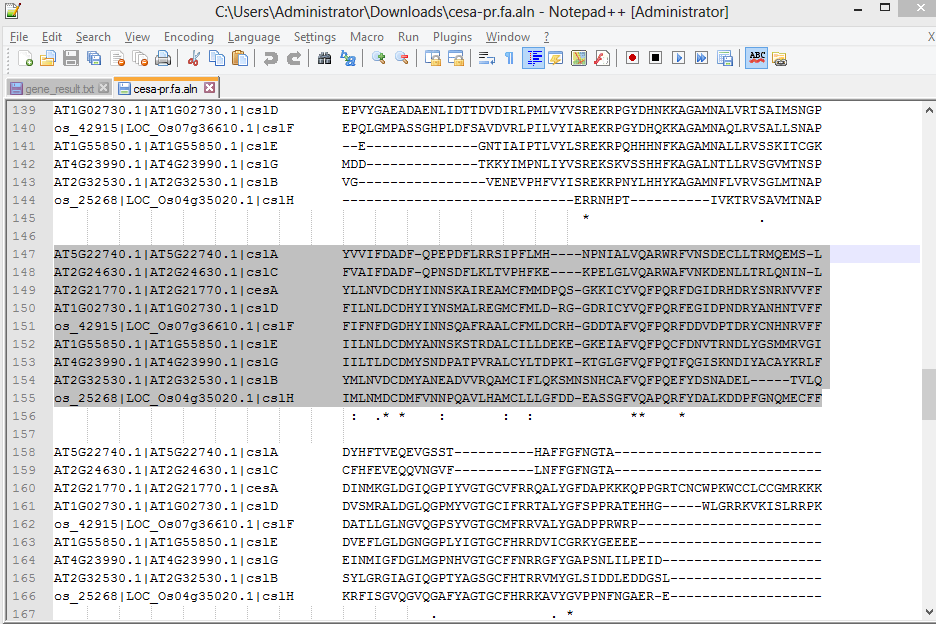 C:\Users\Administrator\Downloads\cesa-pr.fa.aln - Notepad++ [Administrator]
File Edit Search View Encoding Language Settings Macro Run Plugins Window ? X
gene_result.txt cesa-pr.fa.aln
139 AT1G02730.1|AT1G02730.1|cslD EPVYGAEADAENLIDTTDVDIRLPMLVYVSREKRPGYDHNKKAGAMNALVRTSAIMSNGP
140 os_42915|LOC_Os07g36610.1|cslF EPQLGMPASSGHPLDFSAVDVRLPILVYIAREKRPGYDHQKKAGAMNAQLRVSALLSNAP
141 AT1G55850.1|AT1G55850.1|cslE --E--------------GNTIAIPTLVYLSREKRPQHHHNFKAGAMNALLRVSSKITCGK
142 AT4G23990.1|AT4G23990.1|cslG MDD--------------TKKYIMPNLIYVSREKSKVSSHHFKAGALNTLLRVSGVMTNSP
143 AT2G32530.1|AT2G32530.1|cslB VG----------------VENEVPHFVYISREKRPNYLHHYKAGAMNFLVRVSGLMTNAP
144 os_25268|LOC_Os04g35020.1|cslH -----------------------------ERRNHPT----------IVKTRVSAVMTNAP
145 * .
146
147 AT5G22740.1|AT5G22740.1|cslA YVVIFDADF-QPEPDFLRRSIPFLMH----NPNIALVQARWRFVNSDECLLTRMQEMS-L
148 AT2G24630.1|AT2G24630.1|cslC FVAIFDADF-QPNSDFLKLTVPHFKE----KPELGLVQARWAFVNKDENLLTRLQNIN-L
149 AT2G21770.1|AT2G21770.1|cesA YLLNVDCDHYINNSKAIREAMCFMMDPQS-GKKICYVQFPQRFDGIDRHDRYSNRNVVFF
150 AT1G02730.1|AT1G02730.1|cslD FILNLDCDHYIYNSMALREGMCFMLD-RG-GDRICYVQFPQRFEGIDPNDRYANHNTVFF
151 os_42915|LOC_Os07g36610.1|cslF FIFNFDGDHYINNSQAFRAALCFMLDCRH-GDDTAFVQFPQRFDDVDPTDRYCNHNRVFF
152 AT1G55850.1|AT1G55850.1|cslE IILNLDCDMYANNSKSTRDALCILLDEKE-GKEIAFVQFPQCFDNVTRNDLYGSMMRVGI
153 AT4G23990.1|AT4G23990.1|cslG IILTLDCDMYSNDPATPVRALCYLTDPKI-KTGLGFVQFPQTFQGISKNDIYACAYKRLF
154 AT2G32530.1|AT2G32530.1|cslB YMLNVDCDMYANEADVVRQAMCIFLQKSMNSNHCAFVQFPQEFYDSNADEL-----TVLQ
155 os_25268|LOC_Os04g35020.1|cslH IMLNMDCDMFVNNPQAVLHAMCLLLGFDD-EASSGFVQAPQRFYDALKDDPFGNQMECFF
156 : .* * : : : ** *
157
158 AT5G22740.1|AT5G22740.1|cslA DYHFTVEQEVGSST----------HAFFGFNGTA--------------------------
159 AT2G24630.1|AT2G24630.1|cslC CFHFEVEQQVNGVF----------LNFFGFNGTA--------------------------
160 AT2G21770.1|AT2G21770.1|cesA DINMKGLDGIQGPIYVGTGCVFRRQALYGFDAPKKKQPPGRTCNCWPKWCCLCCGMRKKK
161 AT1G02730.1|AT1G02730.1|cslD DVSMRALDGLQGPMYVGTGCIFRRTALYGFSPPRATEHHG-----WLGRRKVKISLRRPK
162 os_42915|LOC_Os07g36610.1|cslF DATLLGLNGVQGPSYVGTGCMFRRVALYGADPPRWRP-----------------------
163 AT1G55850.1|AT1G55850.1|cslE DVEFLGLDGNGGPLYIGTGCFHRRDVICGRKYGEEEE-----------------------
164 AT4G23990.1|AT4G23990.1|cslG EINMIGFDGLMGPNHVGTGCFFNRRGFYGAPSNLILPEID--------------------
165 AT2G32530.1|AT2G32530.1|cslB SYLGRGIAGIQGPTYAGSGCFHTRRVMYGLSIDDLEDDGSL-------------------
166 os_25268|LOC_Os04g35020.1|cslH KRFISGVQGVQGAFYAGTGCFHRRKAVYGVPPNFNGAERE-E------------------
167 . . *